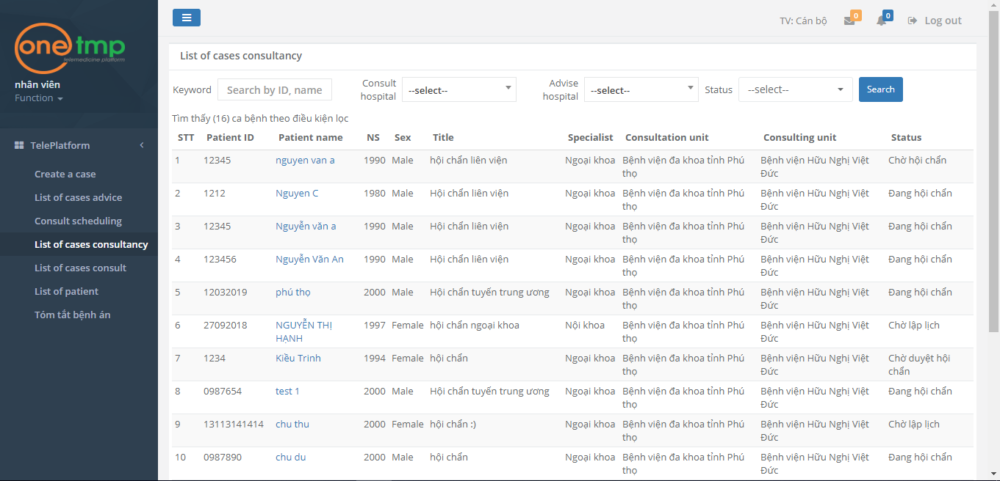 onetmp
telemedicine platform
nhân viên
Function
TelePlatform
Create a case
List of cases advice
Consult scheduling
List of cases consultancy
List of cases consult
List of patient
Tóm tắt bệnh án
TV: Cán bộ 0 0 Log out
List of cases consultancy
Keyword Search by ID, name Consult hospital --select-- Advise hospital --select-- Status --select-- Search
Tìm thấy (16) ca bệnh theo điều kiện lọc
STT Patient ID Patient name NS Sex Title Specialist Consultation unit Consulting unit Status
1 12345 nguyen van a 1990 Male hội chẩn liên viện Ngoại khoa Bệnh viện đa khoa tỉnh Phú Bệnh viện Hữu Nghị Việt Chờ hội chẩn
thọ Đức
2 1212 Nguyen C 1980 Male Hội chẩn liên viện Ngoại khoa Bệnh viện đa khoa tỉnh Phú Bệnh viện Hữu Nghị Việt Đang hội chẩn
thọ Đức
3 12345 Nguyễn văn a 1990 Male Hội chẩn liên viện Ngoại khoa Bệnh viện đa khoa tỉnh Phú Bệnh viện Hữu Nghị Việt Đang hội chẩn
thọ Đức
4 123456 Nguyễn Văn An 1990 Male Hội chẩn liên viện Ngoại khoa Bệnh viện đa khoa tỉnh Phú Bệnh viện Hữu Nghị Việt Đang hội chẩn
thọ Đức
5 12032019 phú thọ 2000 Male Hội chẩn tuyến trung ương Ngoại khoa Bệnh viện đa khoa tỉnh Phú Bệnh viện Hữu Nghị Việt Đang hội chẩn
thọ Đức
6 27092018 NGUYỄN THỊ 1997 Female hội chẩn ngoại khoa Nội khoa Bệnh viện đa khoa tỉnh Phú Bệnh viện Hữu Nghị Việt Chờ lập lịch
HẠNH thọ Đức
7 1234 Kiều Trinh 1994 Female hội chẩn Ngoại khoa Bệnh viện đa khoa tỉnh Phú Bệnh viện Hữu Nghị Việt Chờ duyệt hội
thọ Đức chẩn
8 0987654 test 1 2000 Male Hội chẩn tuyến trung ương Ngoại khoa Bệnh viện đa khoa tỉnh Phú Bệnh viện Hữu Nghị Việt Đang hội chẩn
thọ Đức
9 13113141414 chu thu 2000 Female hội chẩn :) Ngoại khoa Bệnh viện đa khoa tỉnh Phú Bệnh viện Hữu Nghị Việt Chờ lập lịch
thọ Đức
10 0987890 chu du 2000 Male hội chẩn Ngoại khoa Bệnh viện đa khoa tỉnh Phú Bệnh viện Hữu Nghị Việt Đang hội chẩn
thọ Đức